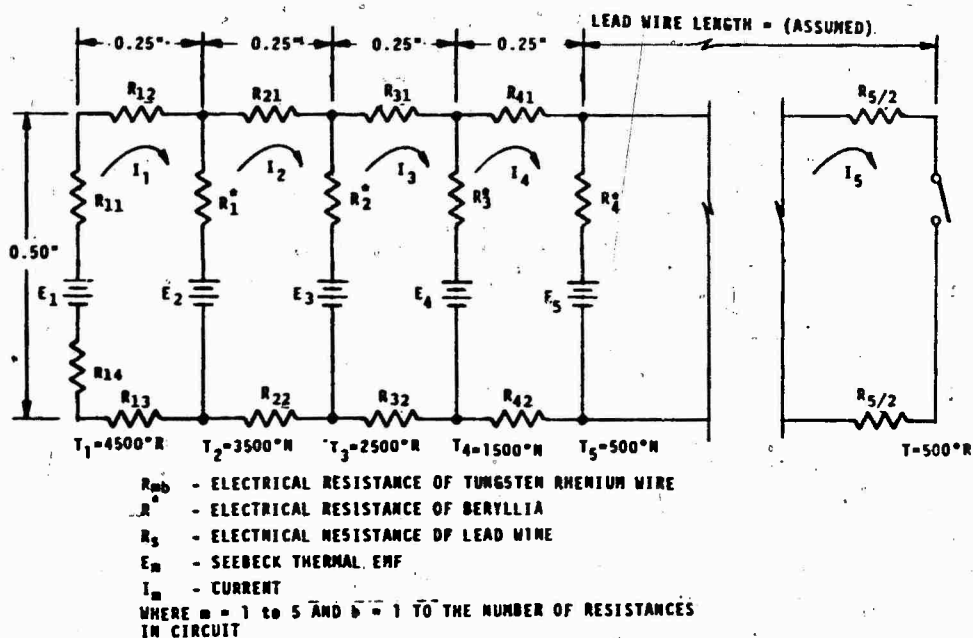 LEAD WIRE LENGTH = (ASSUMED)
0.25" 0.25" 0.25" 0.25"
R12 R21 R31 R41 R5/2
I1 I2 I3 I4 I5
R11 R1* R2* R3* R4*
0.50"
E1 E2 E3 E4 E5
R14
R13 R22 R32 R42 R5/2
T1=4500°R T2=3500°N T3=2500°R T4=1500°N T5=500°N T=500°R
Rmb - ELECTRICAL RESISTANCE OF TUNGSTEN RHENIUM WIRE
R* - ELECTRICAL RESISTANCE OF BERYLLIA
Rs - ELECTNICAL NESISTANCE DF LEAD WINE
Em - SEEBECK THERMAL EMF
Im - CURRENT
WHERE m = 1 to 5 AND b = 1 TO THE NUMBER OF RESISTANCES
IN CIRCUIT